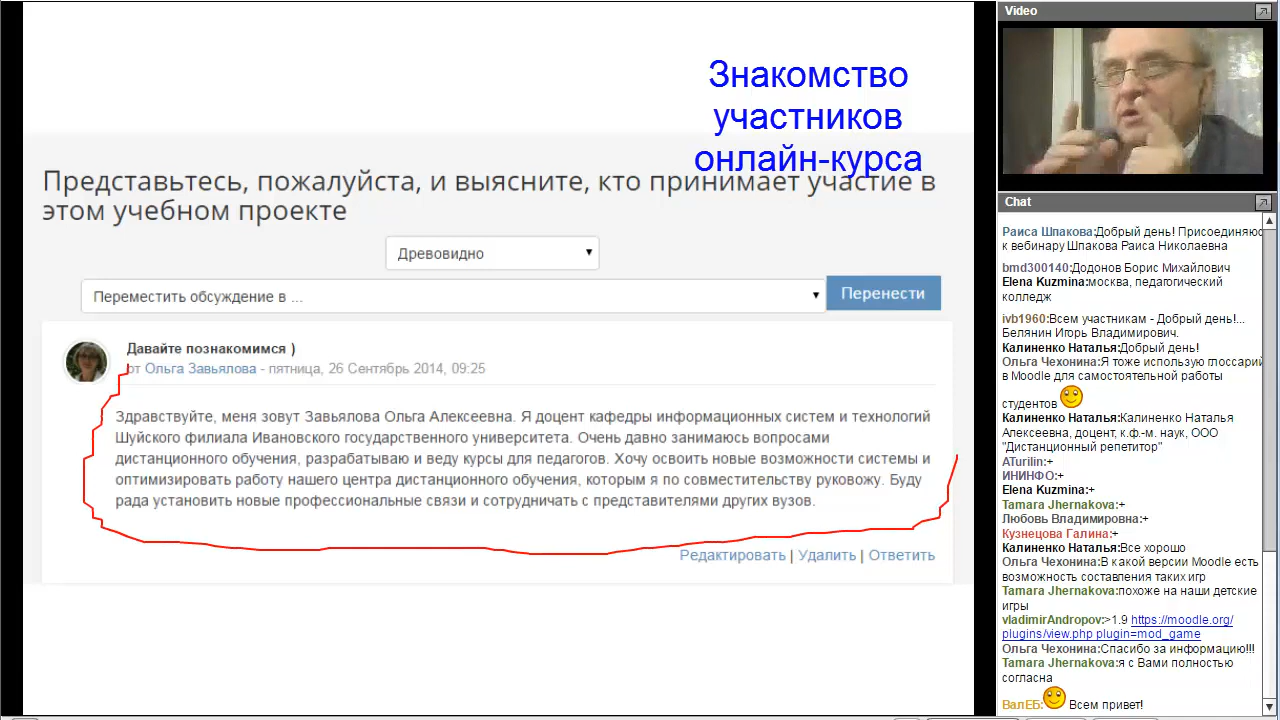 Знакомство
участников
онлайн-курса
Представьтесь, пожалуйста, и выясните, кто принимает участие в
этом учебном проекте
Древовидно
Переместить обсуждение в ...
Перенести
Давайте познакомимся )
от Ольга Завьялова - пятница, 26 Сентябрь 2014, 09:25
Здравствуйте, меня зовут Завьялова Ольга Алексеевна. Я доцент кафедры информационных систем и технологий
Шуйского филиала Ивановского государственного университета. Очень давно занимаюсь вопросами
дистанционного обучения, разрабатываю и веду курсы для педагогов. Хочу освоить новые возможности системы и
оптимизировать работу нашего центра дистанционного обучения, которым я по совместительству руковожу. Буду
рада установить новые профессиональные связи и сотрудничать с представителями других вузов.
Редактировать | Удалить | Ответить
Video
Chat
Раиса Шпакова:Добрый день! Присоединяюс
к вебинару Шпакова Раиса Николаевна
bmd300140:Додонов Борис Михайлович
Elena Kuzmina:москва, педагогический
колледж
ivb1960:Всем участникам - Добрый день!...
Белянин Игорь Владимирович.
Калиненко Наталья:Добрый день!
Ольга Чехонина:Я тоже использую глоссарий
в Moodle для самостоятельной работы
студентов
Калиненко Наталья:Калиненко Наталья
Алексеевна, доцент, к.ф.-м. наук, ООО
"Дистанционный репетитор"
ATurilin:+
ИНИНФО:+
Elena Kuzmina:+
Tamara Jhernakova:+
Любовь Владимировна:+
Кузнецова Галина:+
Калиненко Наталья:Все хорошо
Ольга Чехонина:В какой версии Moodle есть
возможность составления таких игр
Tamara Jhernakova:похоже на наши детские
игры
vladimirAndropov:>1.9 https://moodle.org/
plugins/view.php plugin=mod_game
Ольга Чехонина:Спасибо за информацию!!!
Tamara Jhernakova:я с Вами полностью
согласна
ВалЕБ: Всем привет!